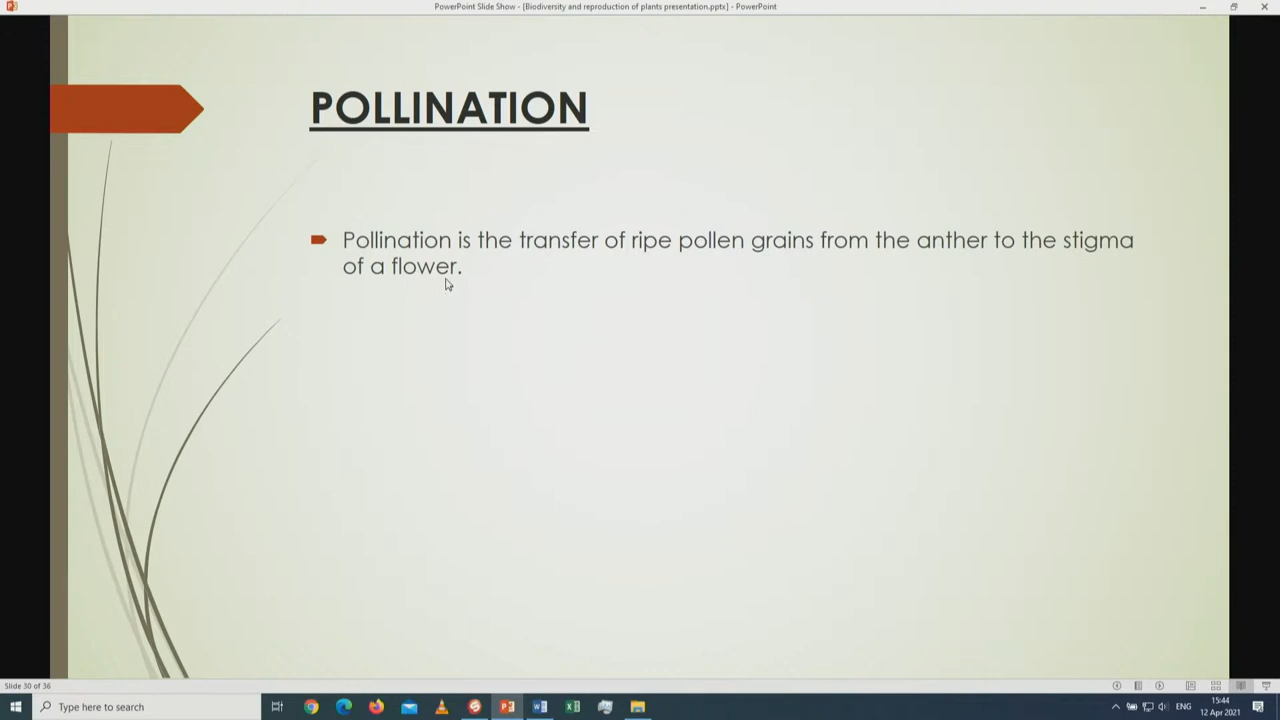 PowerPoint Slide Show - [Biodiversity and reproduction of plants presentation.pptx] - PowerPoint
POLLINATION
Pollination is the transfer of ripe pollen grains from the anther to the stigma
of a flower.
Slide 30 of 36
Type here to search
ENG
15:44
12 Apr 2021